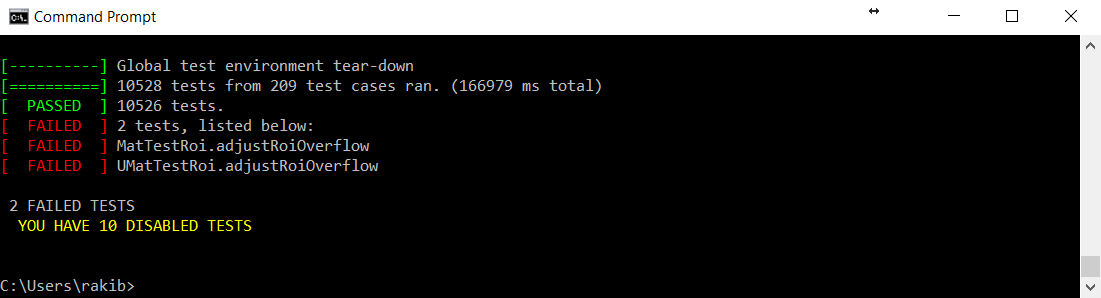 Command Prompt
[----------] Global test environment tear-down
[==========] 10528 tests from 209 test cases ran. (166979 ms total)
[  PASSED  ] 10526 tests.
[  FAILED  ] 2 tests, listed below:
[  FAILED  ] MatTestRoi.adjustRoiOverflow
[  FAILED  ] UMatTestRoi.adjustRoiOverflow
2 FAILED TESTS
YOU HAVE 10 DISABLED TESTS
C:\Users\rakib>